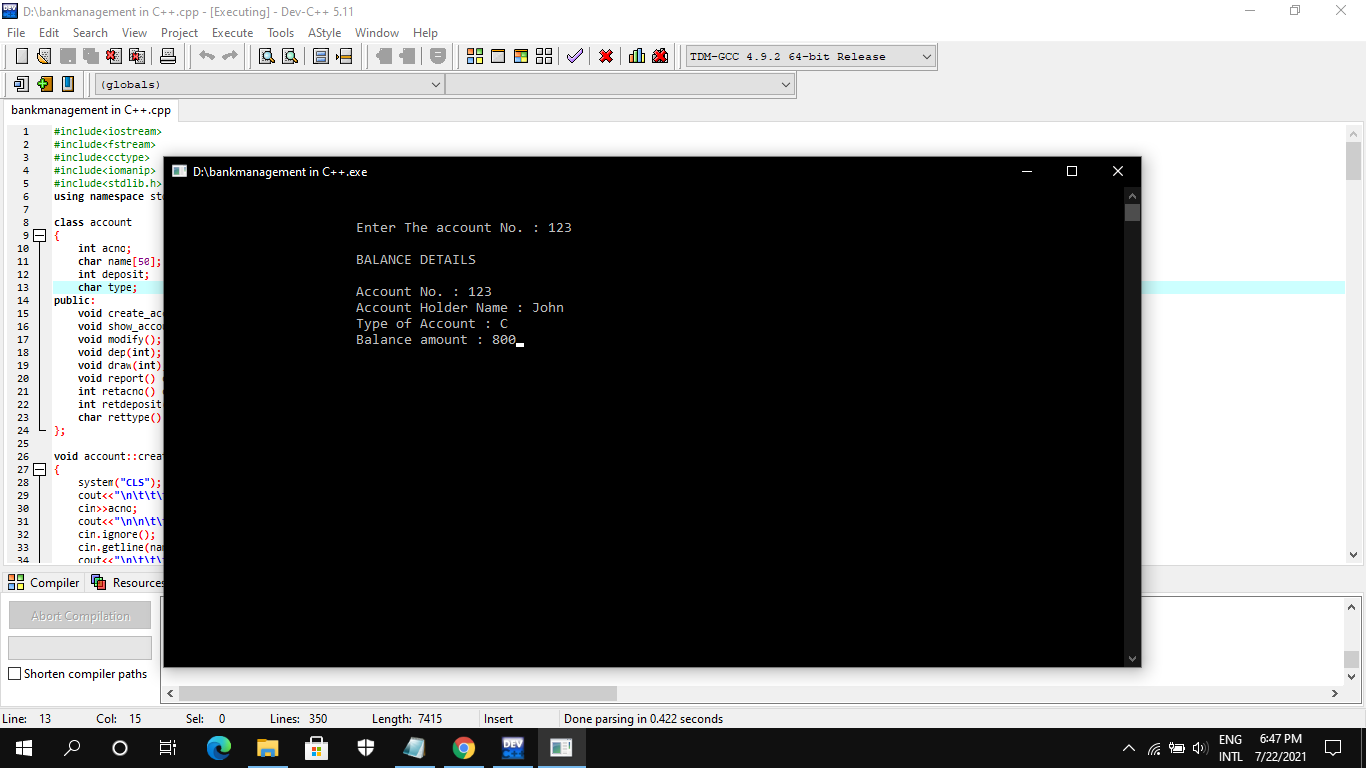 D:\bankmanagement in C++.cpp - [Executing] - Dev-C++ 5.11
File Edit Search View Project Execute Tools AStyle Window Help
TDM-GCC 4.9.2 64-bit Release
(globals)
bankmanagement in C++.cpp
1 #include<iostream>
2 #include<fstream>
3 #include<cctype>
4 #include<iomanip>
5 #include<stdlib.h>
6 using namespace st
7
8 class account
9 {
10 int acno;
11 char name[50];
12 int deposit;
13 char type;
14 public:
15 void create_ac
16 void show_acco
17 void modify();
18 void dep(int);
19 void draw(int)
20 void report()
21 int retacno()
22 int retdeposit
23 char rettype()
24 };
25
26 void account::crea
27 {
28 system("CLS");
29 cout<<"\n\t\t\
30 cin>>acno;
31 cout<<"\n\n\t\
32 cin.ignore();
33 cin.getline(na
34 cout<<"\n\t\t\
D:\bankmanagement in C++.exe
Enter The account No. : 123
BALANCE DETAILS
Account No. : 123
Account Holder Name : John
Type of Account : C
Balance amount : 800
Compiler Resources
Abort Compilation
Shorten compiler paths
Line: 13 Col: 15 Sel: 0 Lines: 350 Length: 7415 Insert Done parsing in 0.422 seconds
DEV
ENG 6:47 PM
INTL 7/22/2021